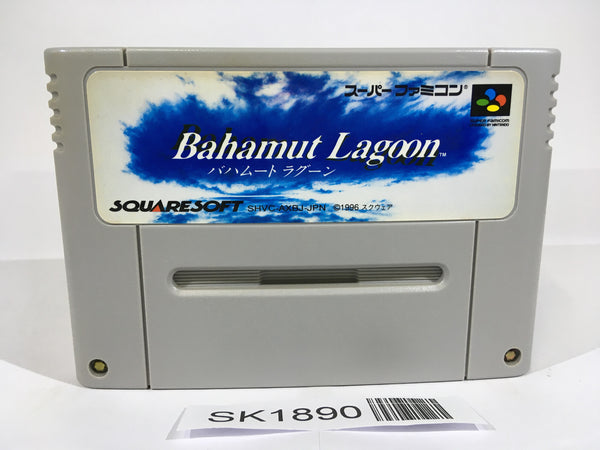 スーパーファミコン®
SUPER FAMICOM
Bahamut Lagoon™
バハムート ラグーン
SQUARESOFT SHVC-AXBJ-JPN ©1996 スクウェア
SK1890